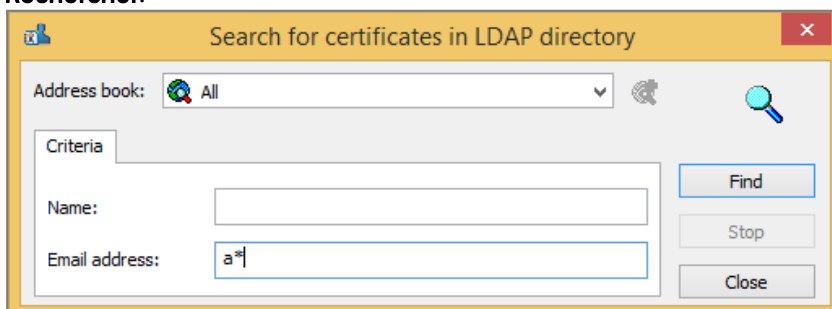 Search for certificates in LDAP directory
Address book: All
Criteria
Find
Name:
Stop
Email address: a*
Close